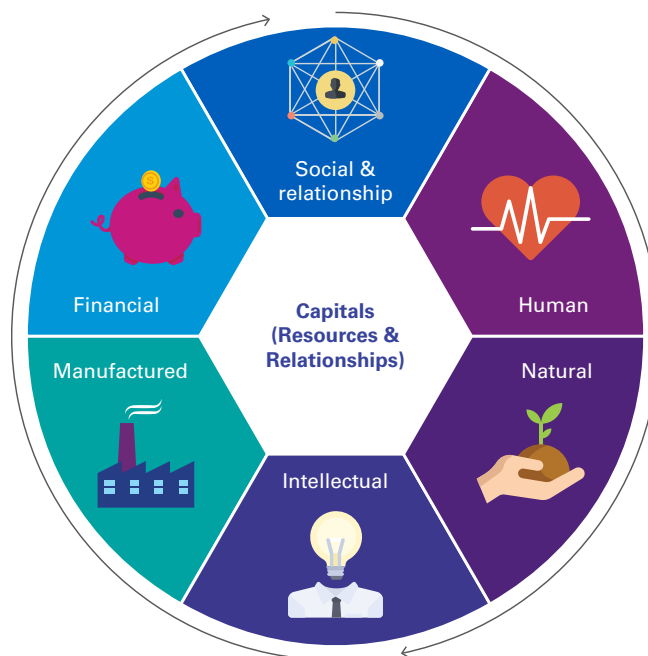 Social &
relationship
Financial
Human
Capitals
(Resources &
Relationships)
Manufactured
Natural
Intellectual
$